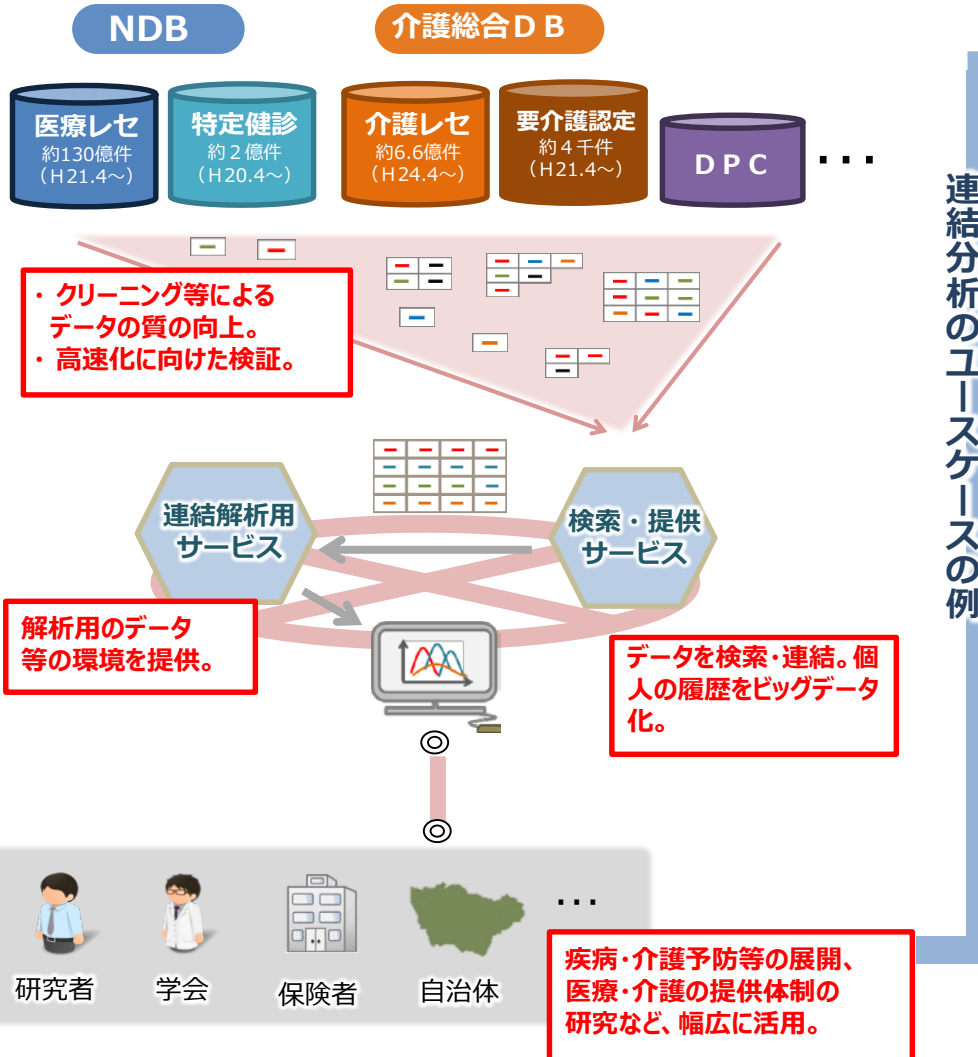 NDB
介護総合ＤＢ
医療レセ
約130億件
（H21.4～）
特定健診
約２億件
（H20.4～）
介護レセ
約6.6億件
（H24.4～）
要介護認定
約４千件
（H21.4～）
ＤＰＣ
･･･
・ クリーニング等による
データの質の向上。
・ 高速化に向けた検証。
連結解析用
サービス
検索・提供
サービス
解析用のデータ
等の環境を提供。
データを検索・連結。個
人の履歴をビッグデータ
化。
･･･
研究者
学会
保険者
自治体
疾病・介護予防等の展開、
医療・介護の提供体制の
研究など、幅広に活用。
連結分析のユースケースの例